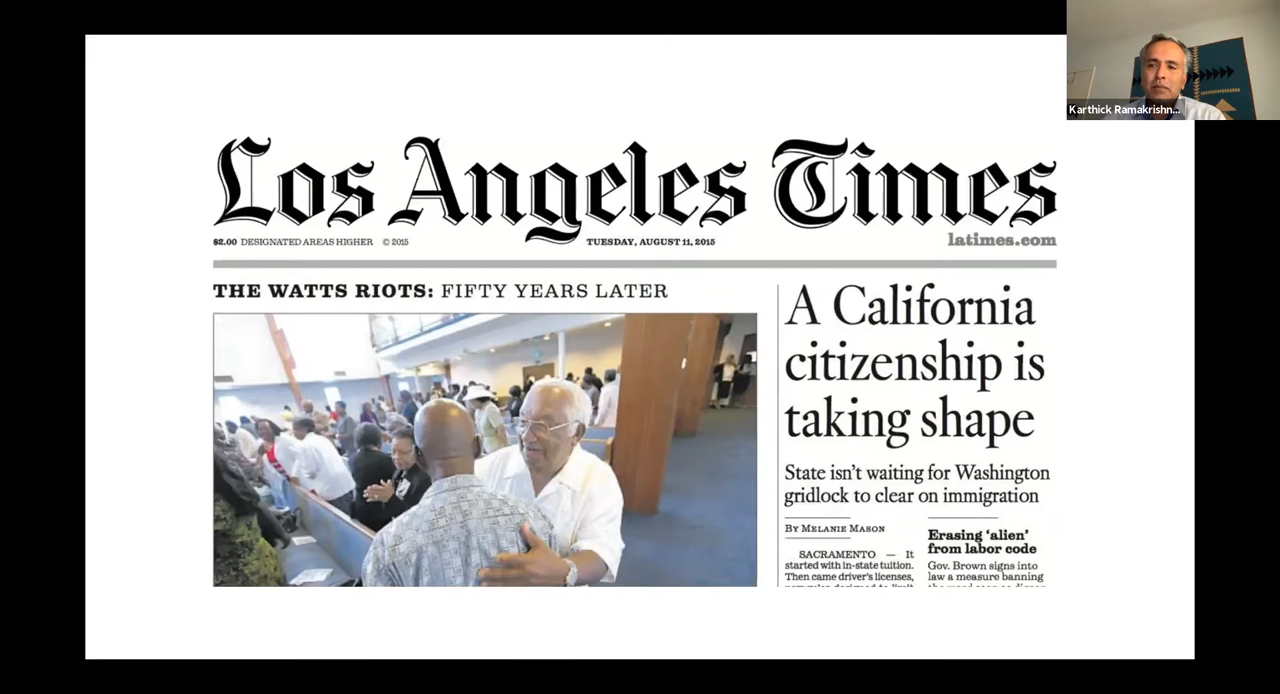 Karthick Ramakrishn...
Los Angeles Times
$2.00 DESIGNATED AREAS HIGHER © 2015
TUESDAY, AUGUST 11, 2015
latimes.com
THE WATTS RIOTS: FIFTY YEARS LATER
A California
citizenship is
taking shape
State isn't waiting for Washington
gridlock to clear on immigration
BY MELANIE MASON
SACRAMENTO — It
started with in-state tuition.
Then came driver's licenses,
Erasing 'alien'
from labor code
Gov. Brown signs into
law a measure banning